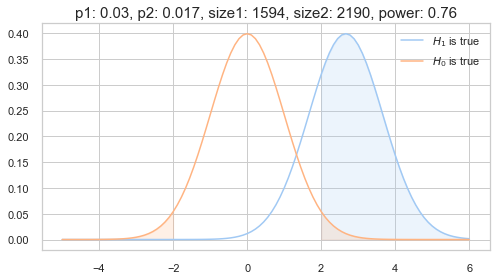 p1: 0.03, p2: 0.017, size1: 1594, size2: 2190, power: 0.76
0.40
0.35
0.30
0.25
0.20
0.15
0.10
0.05
0.00
H₁ is true
H₀ is true
−4 −2 0 2 4 6